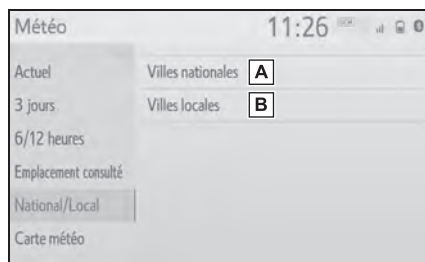 Météo 11:26
Actuel
Villes nationales A
3 jours
Villes locales B
6/12 heures
Emplacement consulté
National/Local
Carte météo